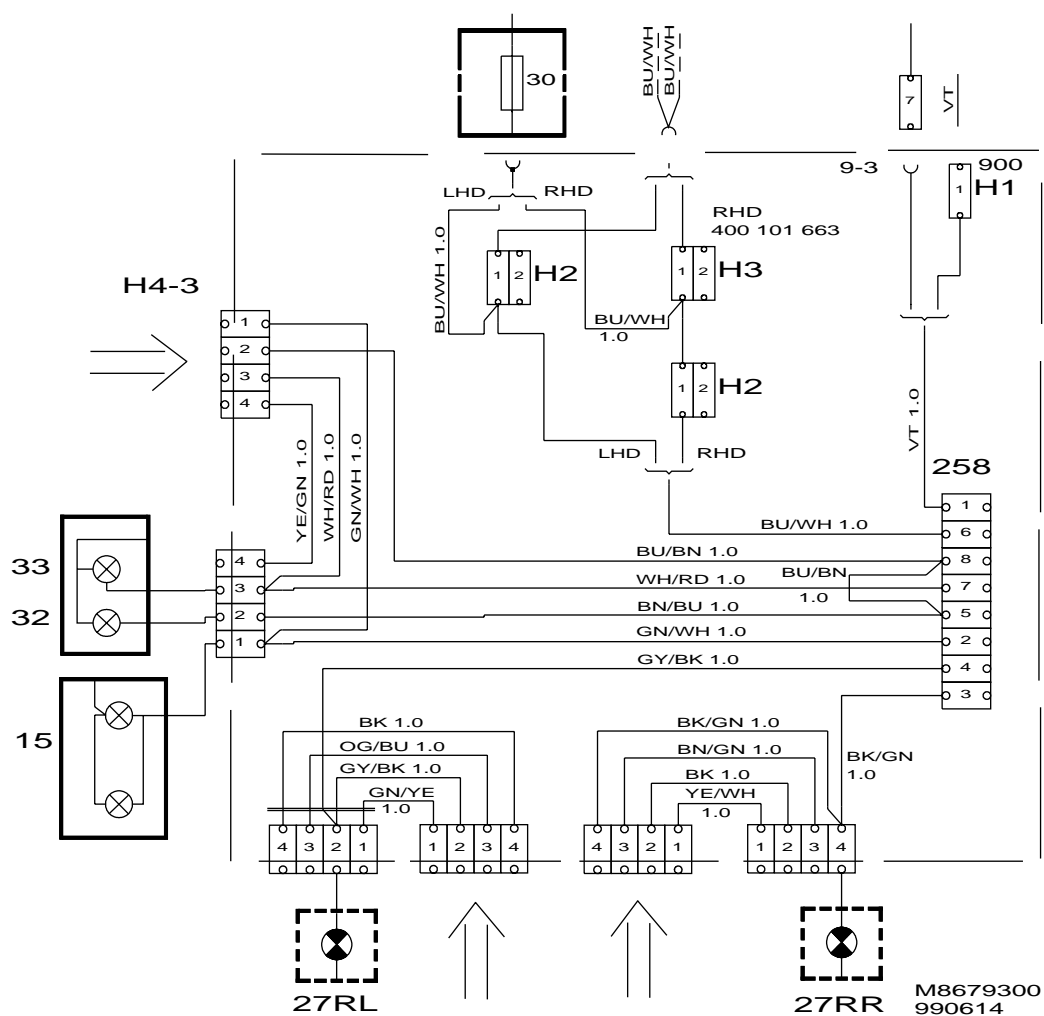 30
BU/WH
BU/WH
7
VT
9-3
900
1
H1
LHD
RHD
RHD
400 101 663
BU/WH 1.0
1 2
H2
1 2
H3
H4-3
BU/WH
1.0
1
2
3
4
1 2
H2
VT 1.0
YE/GN 1.0
WH/RD 1.0
GN/WH 1.0
LHD
RHD
258
1
6
8
7
5
2
4
3
BU/WH 1.0
BU/BN 1.0
BU/BN
1.0
WH/RD 1.0
BN/BU 1.0
GN/WH 1.0
GY/BK 1.0
33
32
4
3
2
1
15
BK 1.0
OG/BU 1.0
GY/BK 1.0
GN/YE
1.0
BK/GN 1.0
BN/GN 1.0
BK 1.0
YE/WH
1.0
BK/GN
1.0
4 3 2 1
1 2 3 4
4 3 2 1
1 2 3 4
27RL
27RR
M8679300
990614